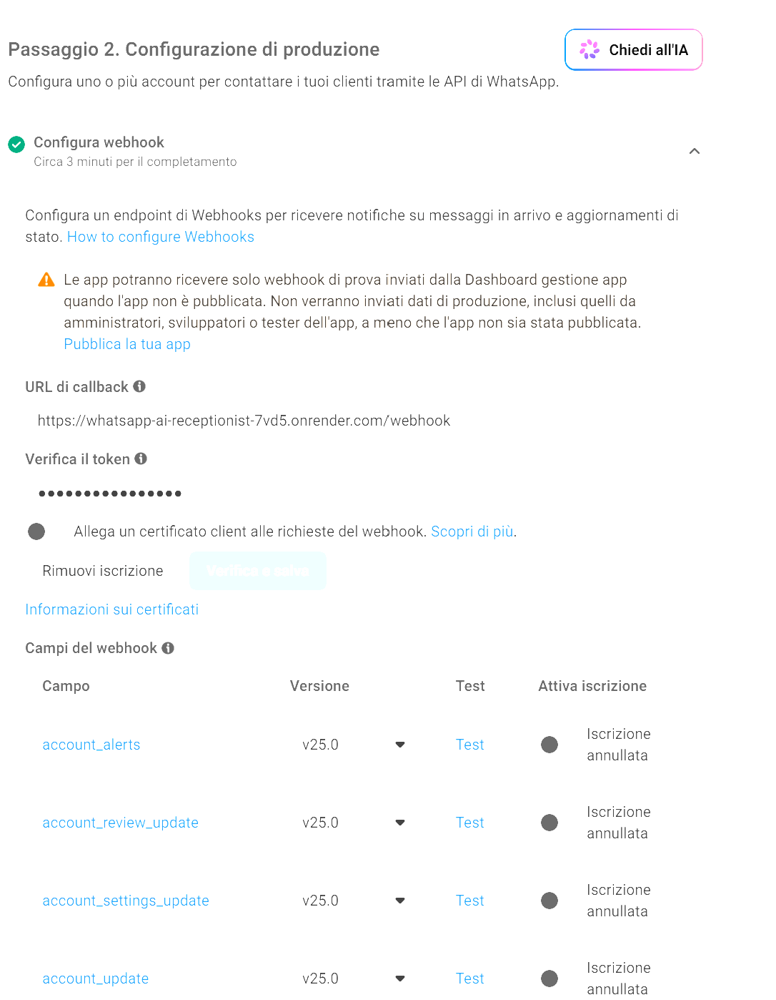 Passaggio 2. Configurazione di produzione
Chiedi all'IA
Configura uno o più account per contattare i tuoi clienti tramite le API di WhatsApp.
Configura webhook
Circa 3 minuti per il completamento
Configura un endpoint di Webhooks per ricevere notifiche su messaggi in arrivo e aggiornamenti di
stato. How to configure Webhooks
Le app potranno ricevere solo webhook di prova inviati dalla Dashboard gestione app
quando l'app non è pubblicata. Non verranno inviati dati di produzione, inclusi quelli da
amministratori, sviluppatori o tester dell'app, a meno che l'app non sia stata pubblicata.
Pubblica la tua app
URL di callback
https://whatsapp-ai-receptionist-7vd5.onrender.com/webhook
Verifica il token
••••••••••••••••
Allega un certificato client alle richieste del webhook. Scopri di più.
Rimuovi iscrizione Verifica e salva
Informazioni sui certificati
Campi del webhook
Campo Versione Test Attiva iscrizione
account_alerts v25.0 Test Iscrizione
annullata
account_review_update v25.0 Test Iscrizione
annullata
account_settings_update v25.0 Test Iscrizione
annullata
account_update v25.0 Test Iscrizione
annullata